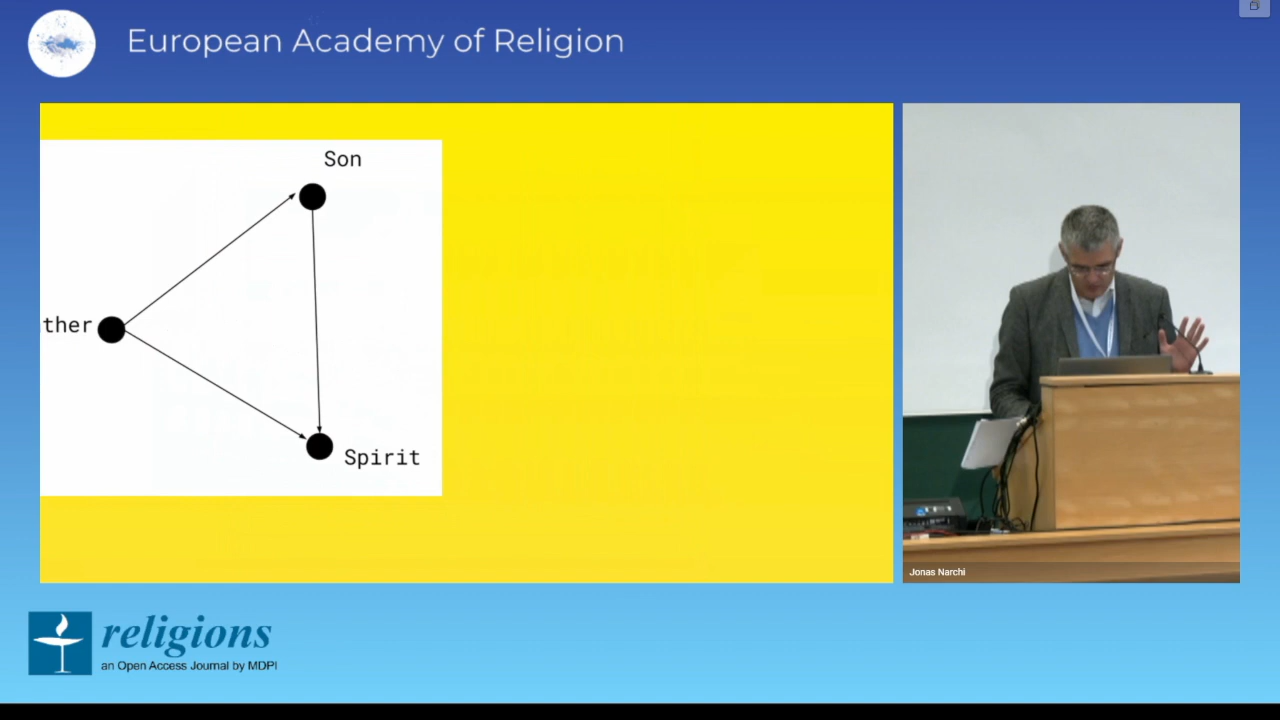 European Academy of Religion
Son
ther
Spirit
Jonas Narchi
religions
an Open Access Journal by MDPI